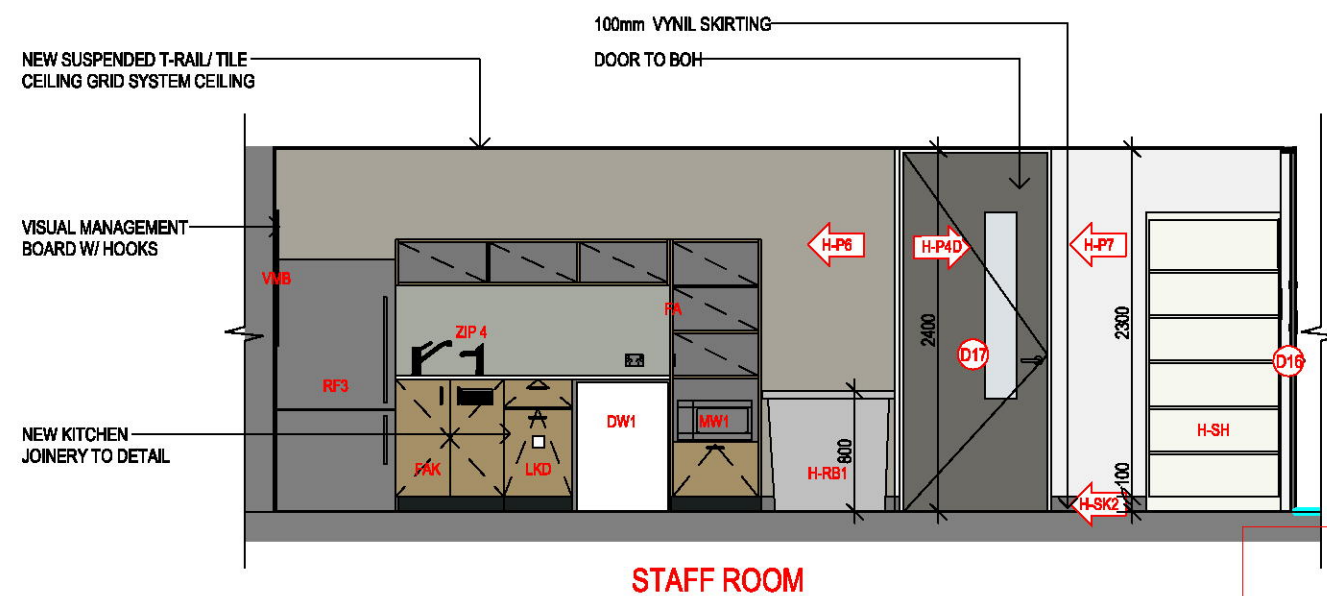 100mm VYNIL SKIRTING
NEW SUSPENDED T-RAIL/ TILE
CEILING GRID SYSTEM CEILING
DOOR TO BOH
VISUAL MANAGEMENT
BOARD W/ HOOKS
H-P6
H-P4D
H-P7
VMB
FA
ZIP 4
2400
2300
D17
D16
RF3
NEW KITCHEN
JOINERY TO DETAIL
DW1
MW1
H-SH
FAK
LKD
800
H-RB1
100
H-SK2
STAFF ROOM